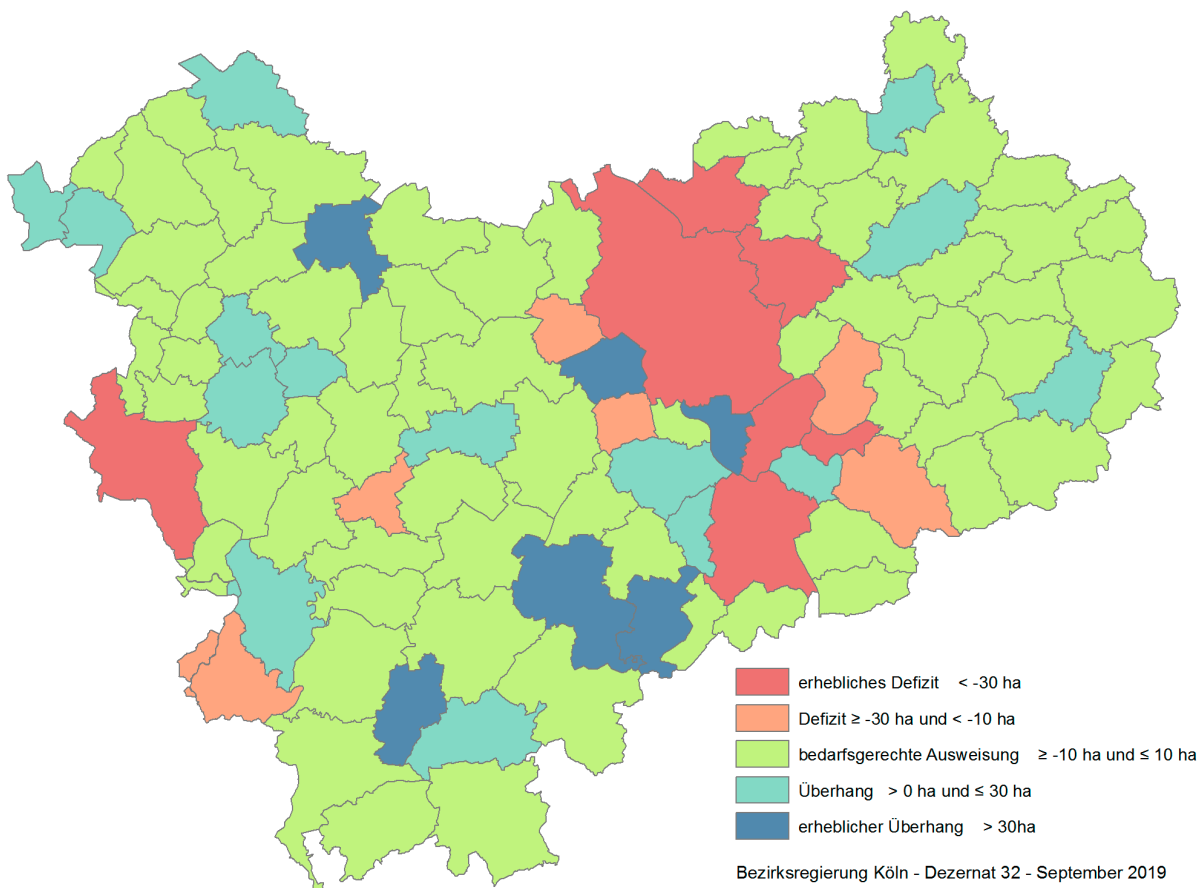 erhebliches Defizit < -30 ha
Defizit ≥ -30 ha und < -10 ha
bedarfsgerechte Ausweisung ≥ -10 ha und ≤ 10 ha
Überhang > 0 ha und ≤ 30 ha
erheblicher Überhang > 30ha
Bezirksregierung Köln - Dezernat 32 - September 2019